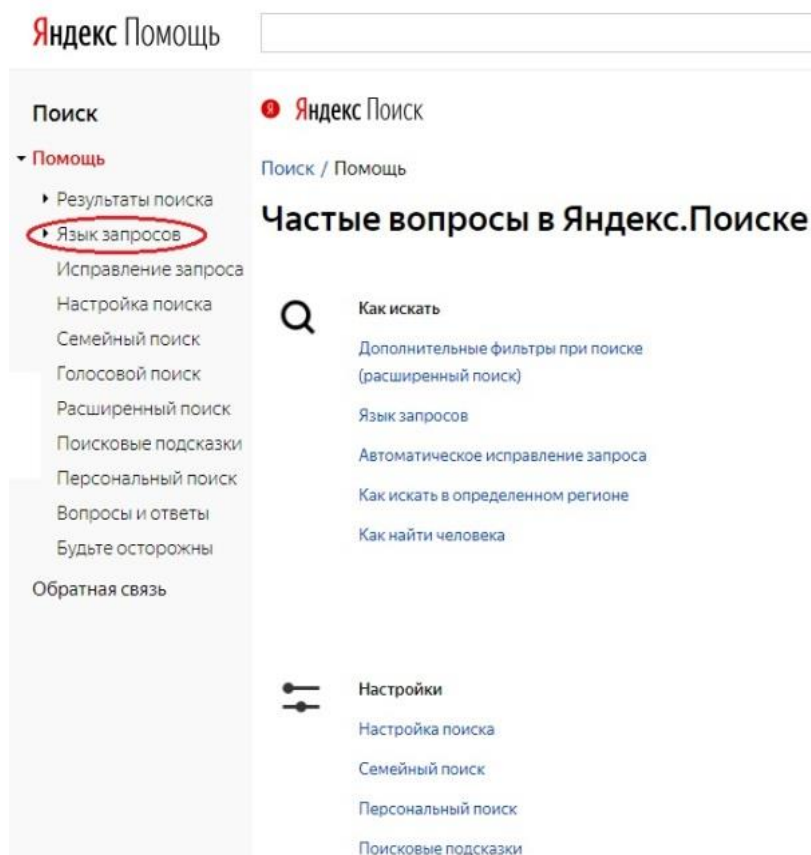 Яндекс Помощь
Поиск
Помощь
Результаты поиска
Язык запросов
Исправление запроса
Настройка поиска
Семейный поиск
Голосовой поиск
Расширенный поиск
Поисковые подсказки
Персональный поиск
Вопросы и ответы
Будьте осторожны
Обратная связь
Я Яндекс Поиск
Поиск / Помощь
Частые вопросы в Яндекс.Поиске
Как искать
Дополнительные фильтры при поиске
(расширенный поиск)
Язык запросов
Автоматическое исправление запроса
Как искать в определенном регионе
Как найти человека
Настройки
Настройка поиска
Семейный поиск
Персональный поиск
Поисковые подсказки